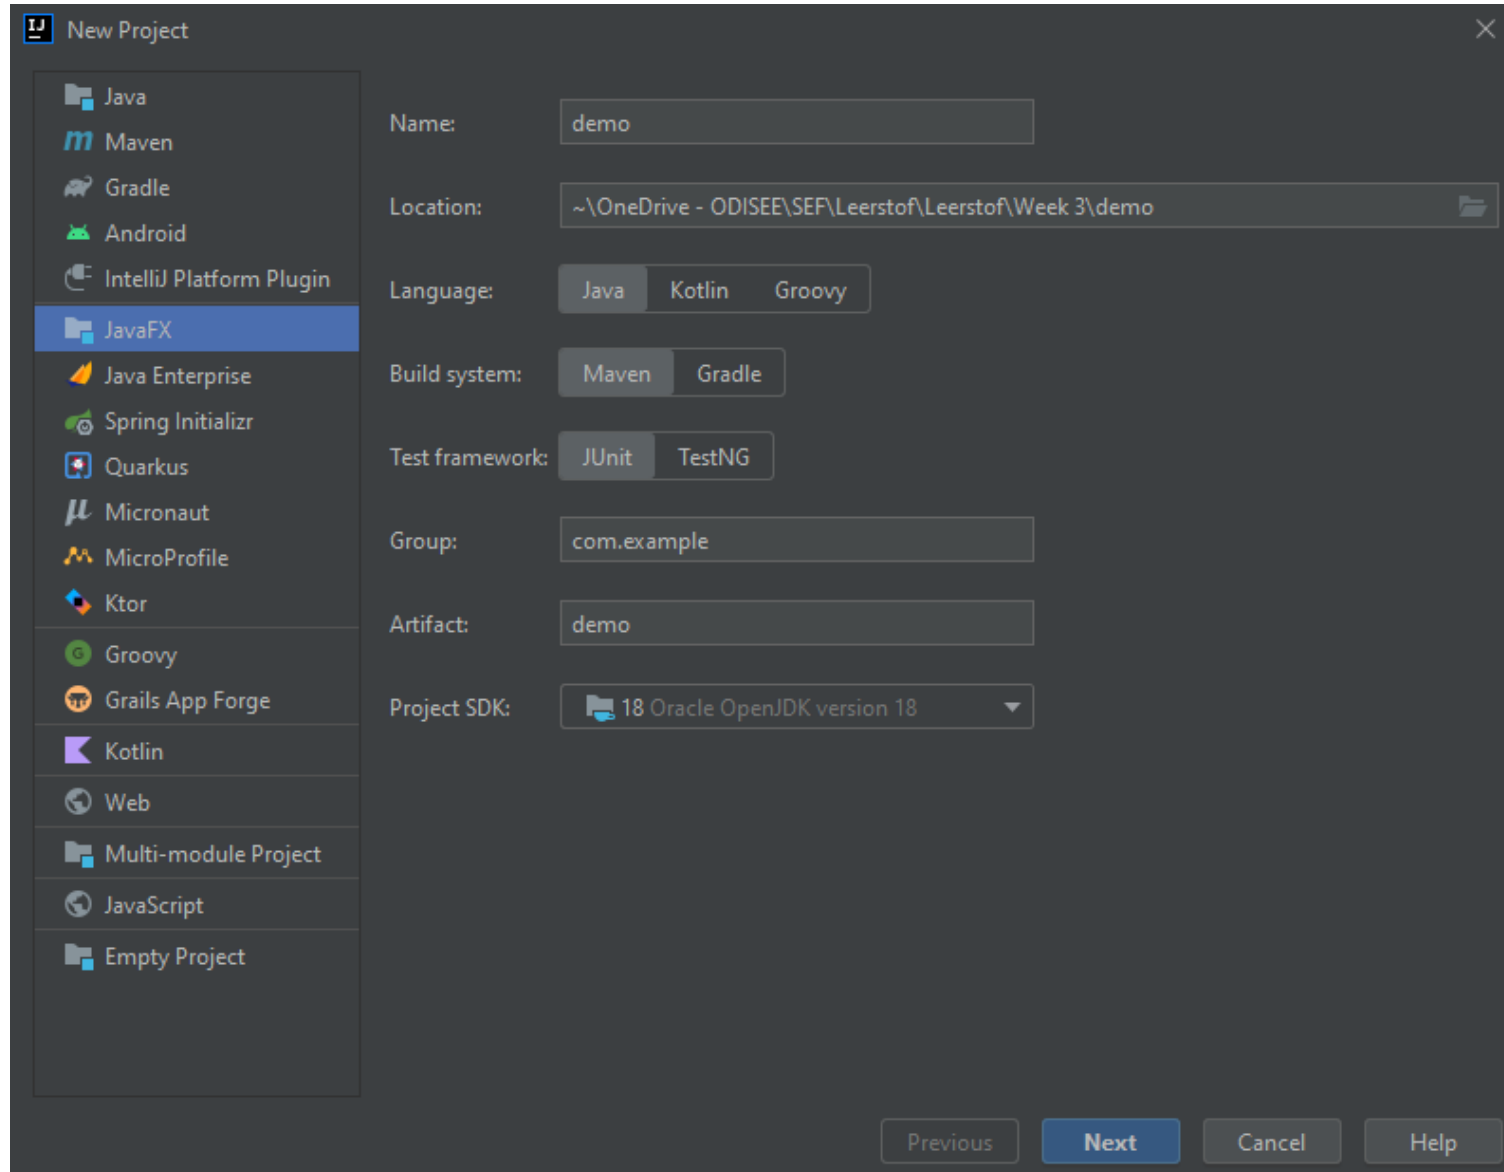 IJ New Project
Java
Maven
Gradle
Android
IntelliJ Platform Plugin
JavaFX
Java Enterprise
Spring Initializr
Quarkus
Micronaut
MicroProfile
Ktor
Groovy
Grails App Forge
Kotlin
Web
Multi-module Project
JavaScript
Empty Project
Name: demo
Location: ~\OneDrive - ODISEE\SEF\Leerstof\Leerstof\Week 3\demo
Language: Java Kotlin Groovy
Build system: Maven Gradle
Test framework: JUnit TestNG
Group: com.example
Artifact: demo
Project SDK: 18 Oracle OpenJDK version 18
Previous Next Cancel Help